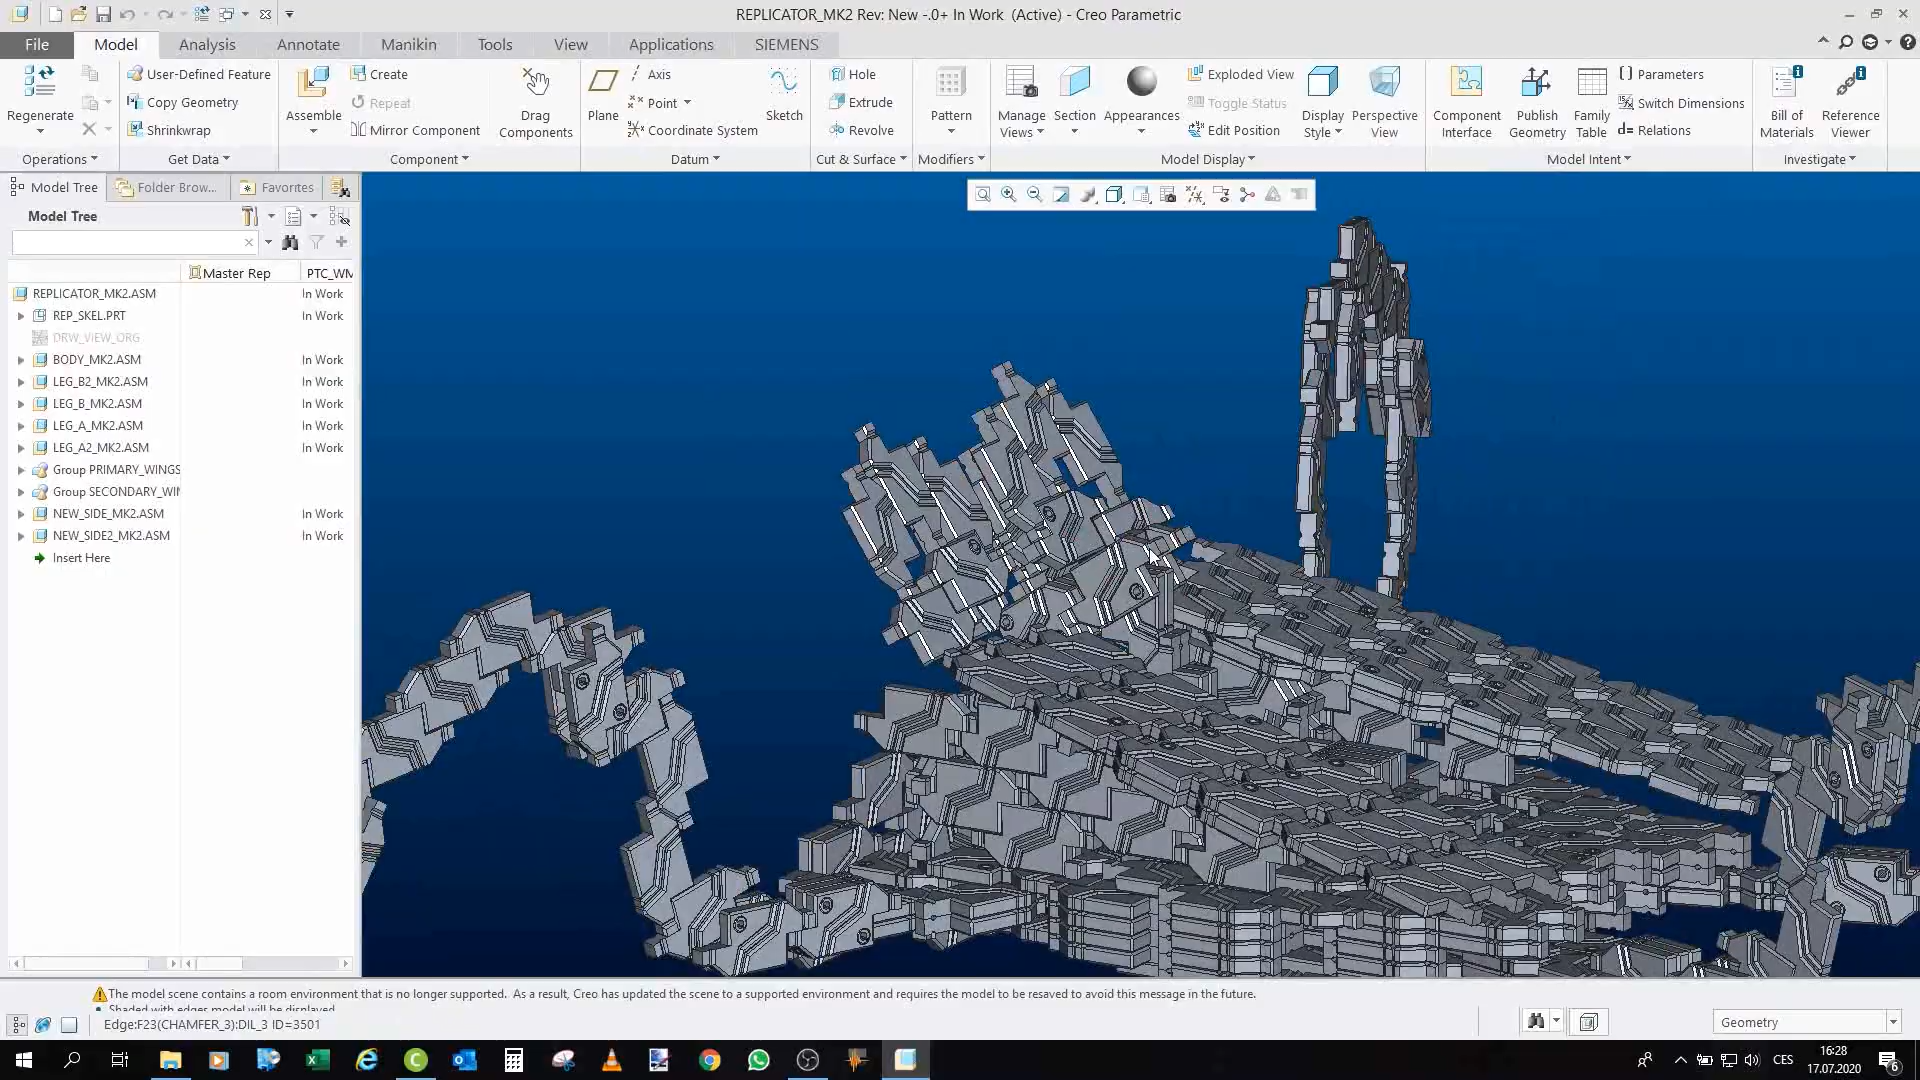 REPLICATOR_MK2 Rev: New -.0+ In Work (Active) - Creo Parametric
File Model Analysis Annotate Manikin Tools View Applications SIEMENS
Regenerate
User-Defined Feature
Copy Geometry
Shrinkwrap
Assemble
Create
Repeat
Mirror Component
Drag Components
Plane
Axis
Point
Coordinate System
Sketch
Hole
Extrude
Revolve
Pattern
Manage Views
Section
Appearances
Exploded View
Toggle Status
Edit Position
Display Style
Perspective View
Component Interface
Publish Geometry
Family Table
Parameters
Switch Dimensions
Relations
Bill of Materials
Reference Viewer
Operations Get Data Component Datum Cut & Surface Modifiers Model Display Model Intent Investigate
Model Tree Folder Brow... Favorites
Model Tree
Master Rep PTC_WM
REPLICATOR_MK2.ASM In Work
REP_SKEL.PRT In Work
DRW_VIEW_ORG
BODY_MK2.ASM In Work
LEG_B2_MK2.ASM In Work
LEG_B_MK2.ASM In Work
LEG_A_MK2.ASM In Work
LEG_A2_MK2.ASM In Work
Group PRIMARY_WINGS
Group SECONDARY_WIN
NEW_SIDE_MK2.ASM In Work
NEW_SIDE2_MK2.ASM In Work
Insert Here
The model scene contains a room environment that is no longer supported. As a result, Creo has updated the scene to a supported environment and requires the model to be resaved to avoid this message in the future.
Shaded with edges model will be displayed
Edge:F23(CHAMFER_3):DIL_3 ID=3501
Geometry
CES
16:28
17.07.2020
6